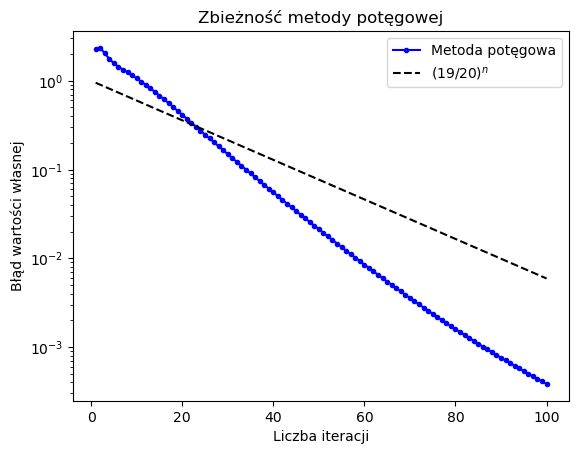 Zbieżność metody potęgowej
Metoda potęgowa
(19/20)ⁿ
Błąd wartości własnej
10⁰
10⁻¹
10⁻²
10⁻³
0 20 40 60 80 100
Liczba iteracji